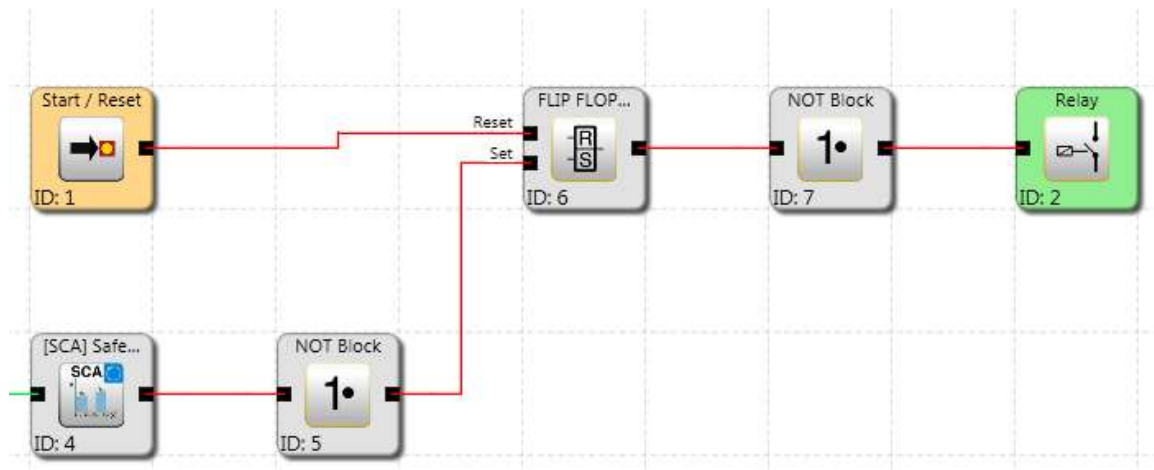 Start / Reset
ID: 1
Reset
Set
FLIP FLOP...
R
S
ID: 6
NOT Block
1•
ID: 7
Relay
ID: 2
[SCA] Safe...
SCA
ID: 4
NOT Block
1•
ID: 5